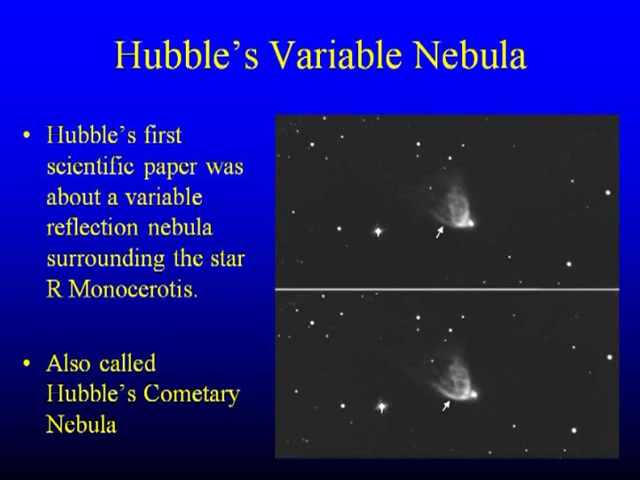 Hubble's Variable Nebula
• Hubble's first
scientific paper was
about a variable
reflection nebula
surrounding the star
R Monocerotis.
• Also called
Hubble's Cometary
Nebula